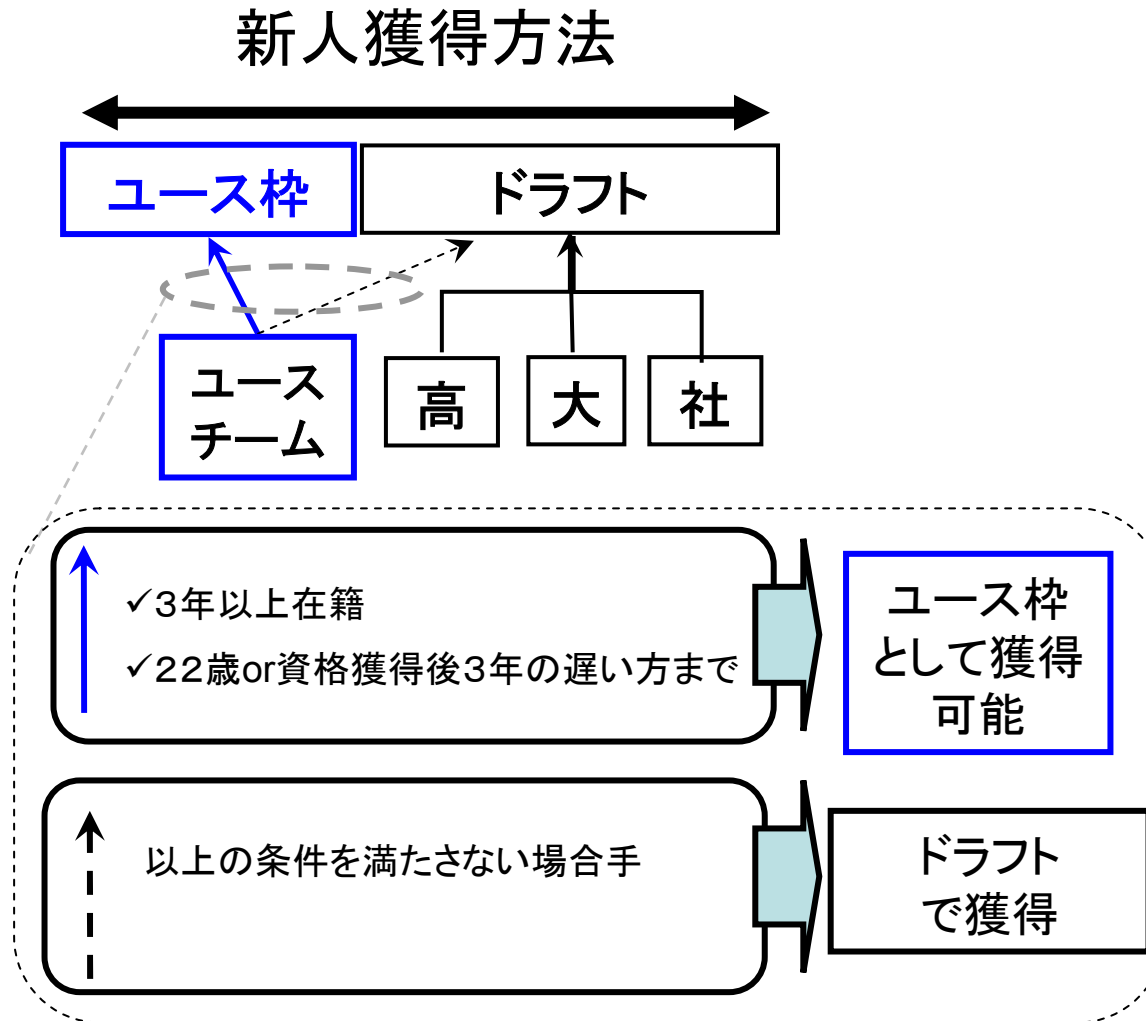 新人獲得方法
ユース枠
ドラフト
ユース
チーム
高
大
社
✓3年以上在籍
✓22歳or資格獲得後3年の遅い方まで
ユース枠
として獲得
可能
以上の条件を満たさない場合手
ドラフト
で獲得